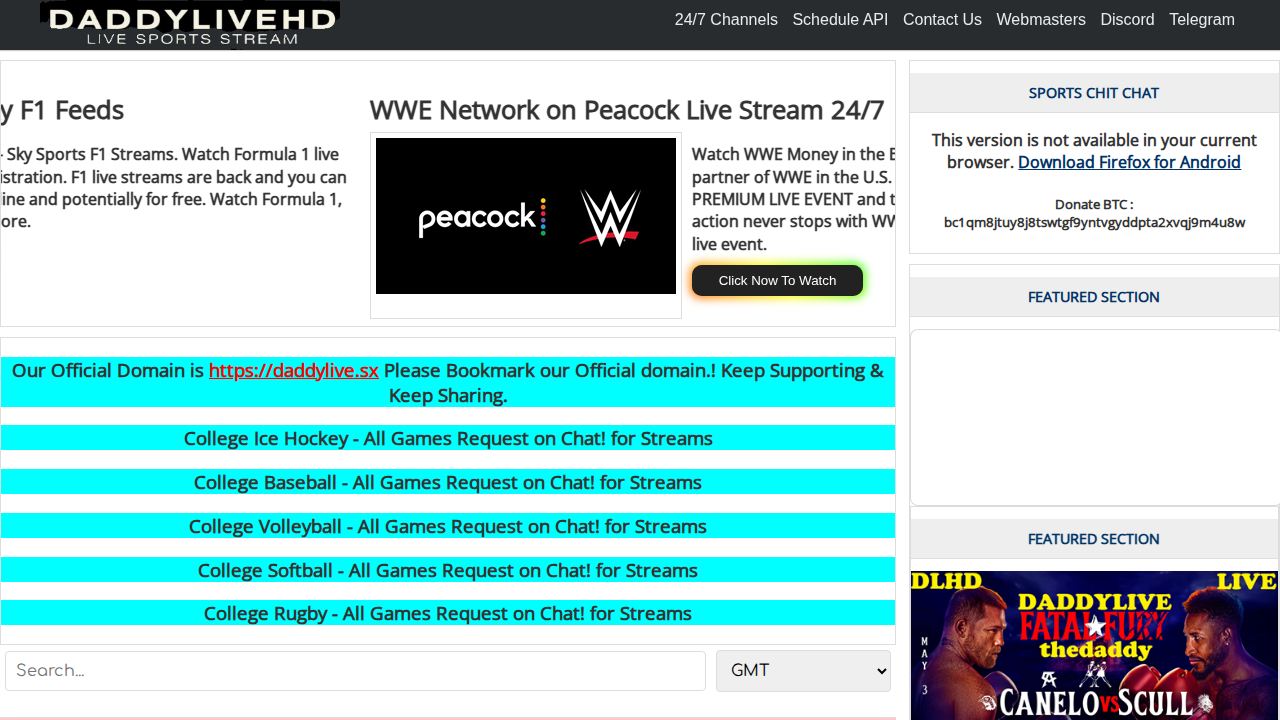 DADDYLIVEHD
LIVE SPORTS STREAM
24/7 Channels Schedule API Contact Us Webmasters Discord Telegram
y F1 Feeds
- Sky Sports F1 Streams. Watch Formula 1 live
istration. F1 live streams are back and you can
ine and potentially for free. Watch Formula 1,
ore.
WWE Network on Peacock Live Stream 24/7
peacock W
Watch WWE Money in the B
partner of WWE in the U.S.
PREMIUM LIVE EVENT and t
action never stops with WW
live event.
Click Now To Watch
Our Official Domain is https://daddylive.sx Please Bookmark our Official domain.! Keep Supporting &
Keep Sharing.
College Ice Hockey - All Games Request on Chat! for Streams
College Baseball - All Games Request on Chat! for Streams
College Volleyball - All Games Request on Chat! for Streams
College Softball - All Games Request on Chat! for Streams
College Rugby - All Games Request on Chat! for Streams
Search...
GMT
SPORTS CHIT CHAT
This version is not available in your current
browser. Download Firefox for Android
Donate BTC :
bc1qm8jtuy8j8tswtgf9yntvgyddpta2xvqj9m4u8w
FEATURED SECTION
FEATURED SECTION
DLHD LIVE
DADDYLIVE
FATAL FURY
thedaddy
MAY 3
CANELO VS SCULL